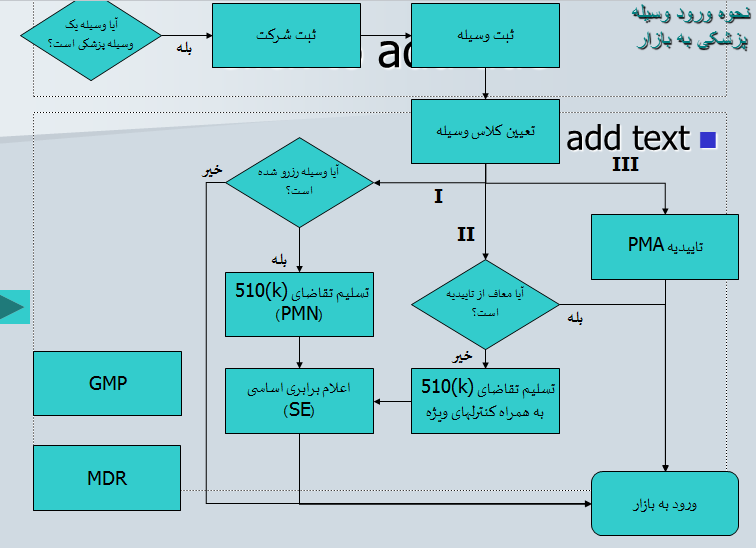 نحوه ورود وسیله
پزشکی به بازار
آیا وسیله یک
وسیله پزشکی است؟
بله
ثبت شرکت
ثبت وسیله
تعیین کلاس وسیله
add text
III
آیا وسیله رزرو شده
است؟
خیر
I
II
تاییدیه PMA
بله
تسلیم تقاضای 510(k)
(PMN)
آیا معاف از تاییدیه
است؟
بله
خیر
GMP
اعلام برابری اساسی
(SE)
تسلیم تقاضای 510(k)
به همراه کنترلهای ویژه
MDR
ورود به بازار